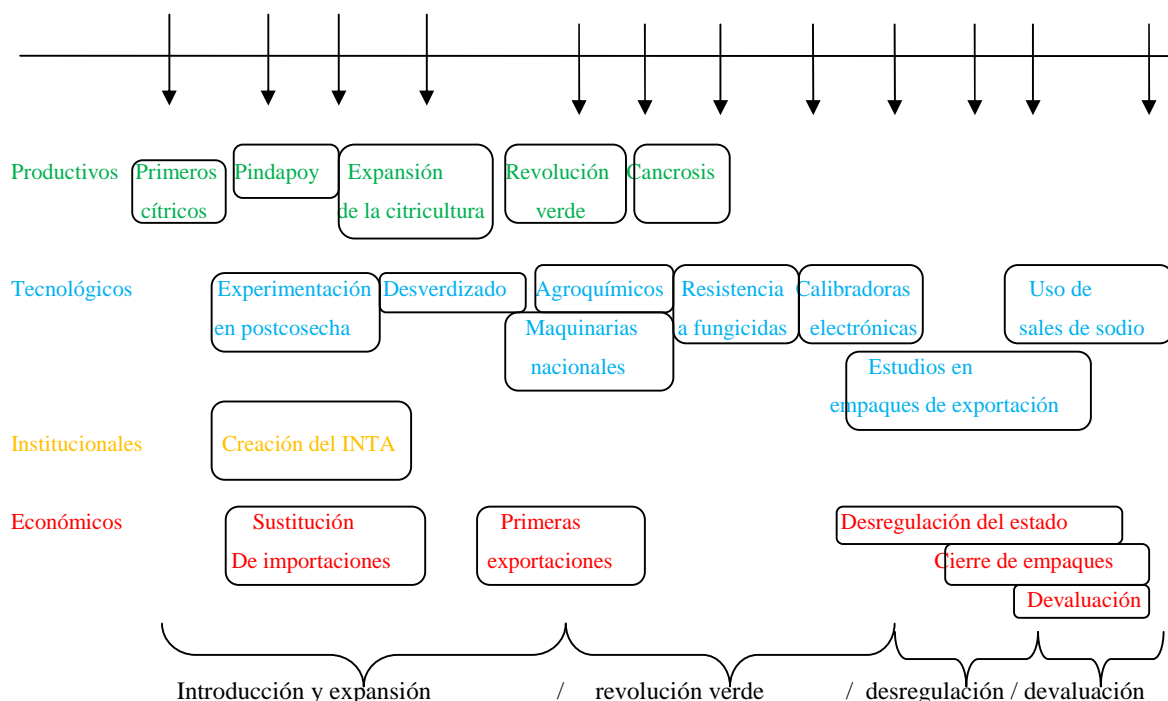 Productivos
Primeros
cítricos
Pindapoy
Expansión
de la citricultura
Revolución
verde
Cancrosis
Tecnológicos
Experimentación
en postcosecha
Desverdizado
Agroquímicos
Maquinarias
nacionales
Resistencia
a fungicidas
Calibradoras
electrónicas
Estudios en
empaques de exportación
Uso de
sales de sodio
Institucionales
Creación del INTA
Económicos
Sustitución
De importaciones
Primeras
exportaciones
Desregulación del estado
Cierre de empaques
Devaluación
Introducción y expansión / revolución verde / desregulación / devaluación